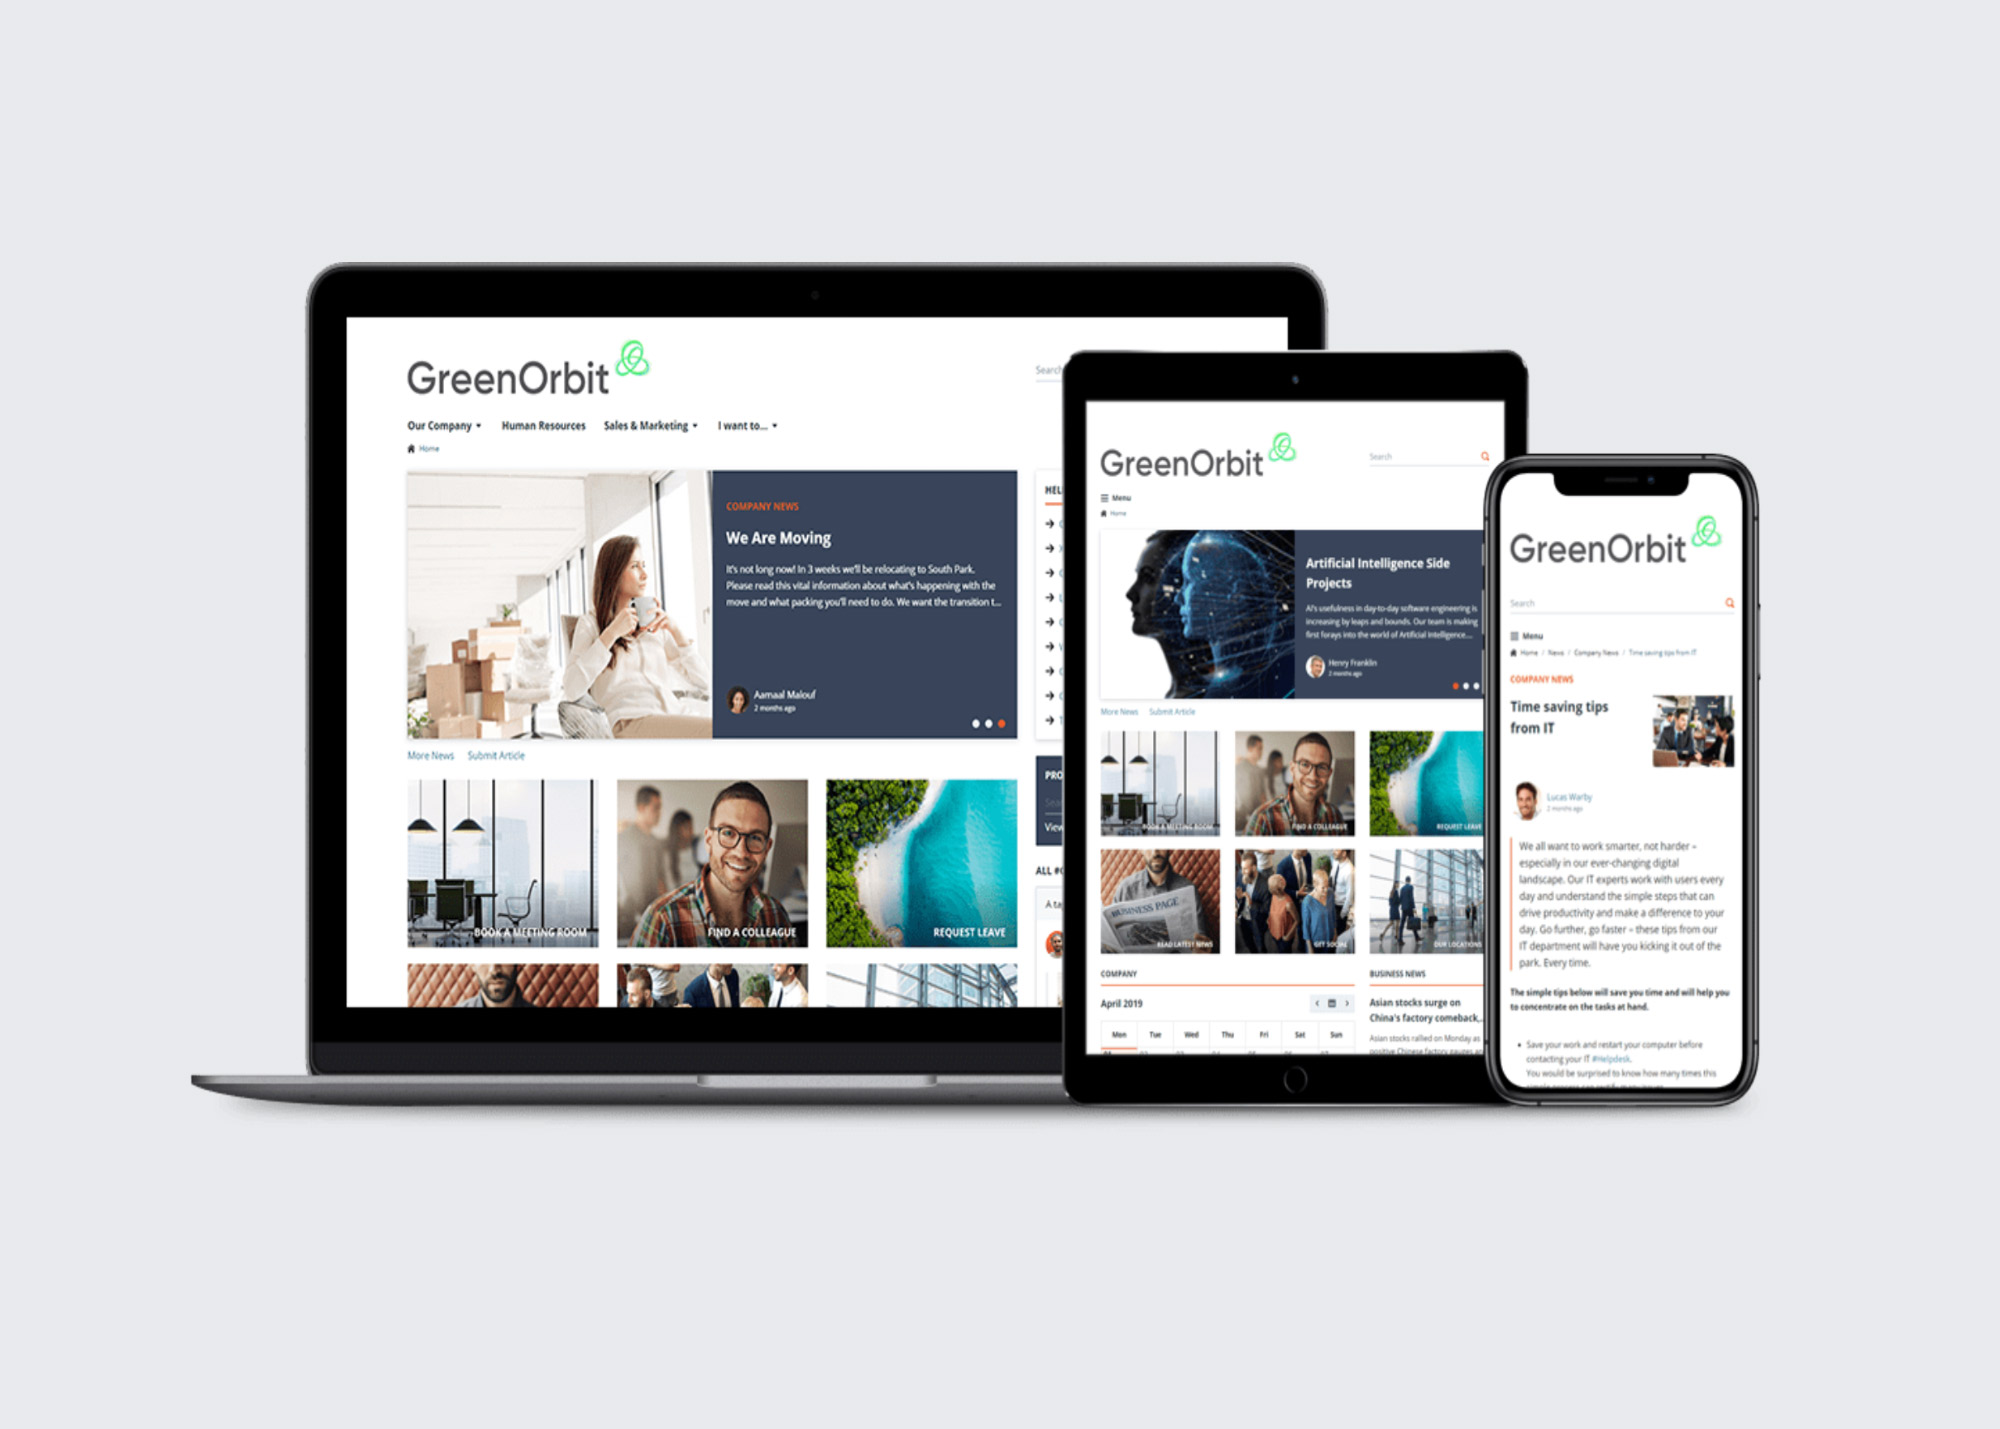 GreenOrbit
Search
Our Company
Human Resources
Sales & Marketing
I want to...
Home
COMPANY NEWS
We Are Moving
It's not long now! In 3 weeks we'll be relocating to South Park.
Please read this vital information about what's happening with the
move and what packing you'll need to do. We want the transition t...
Aamaal Malouf
2 months ago
More News
Submit Article
BOOK A MEETING ROOM
FIND A COLLEAGUE
REQUEST LEAVE
HEL
PRO
View
ALL #
A ta
GreenOrbit
Search
Menu
Home
Artificial Intelligence Side
Projects
AI's usefulness in day-to-day software engineering is
increasing by leaps and bounds. Our team is making
first forays into the world of Artificial Intelligence....
Henry Franklin
2 months ago
More News
Submit Article
BOOK A MEETING ROOM
FIND A COLLEAGUE
REQUEST LEAVE
BUSINESS PAGE
READ LATEST NEWS
GET SOCIAL
OUR LOCATIONS
COMPANY
April 2019
Mon Tue Wed Thu Fri Sat Sun
BUSINESS NEWS
Asian stocks surge on
China's factory comeback,..
Asian stocks rallied on Monday as
positive Chinese factory gauges
GreenOrbit
Search
Menu
Home / News / Company News / Time saving tips from IT
COMPANY NEWS
Time saving tips
from IT
Lucas Warby
2 months ago
We all want to work smarter, not harder –
especially in our ever-changing digital
landscape. Our IT experts work with users every
day and understand the simple steps that can
drive productivity and make a difference to your
day. Go further, go faster – these tips from our
IT department will have you kicking it out of the
park. Every time.
The simple tips below will save you time and will help you
to concentrate on the tasks at hand.
Save your work and restart your computer before
contacting your IT #Helpdesk.
You would be surprised to know how many times this